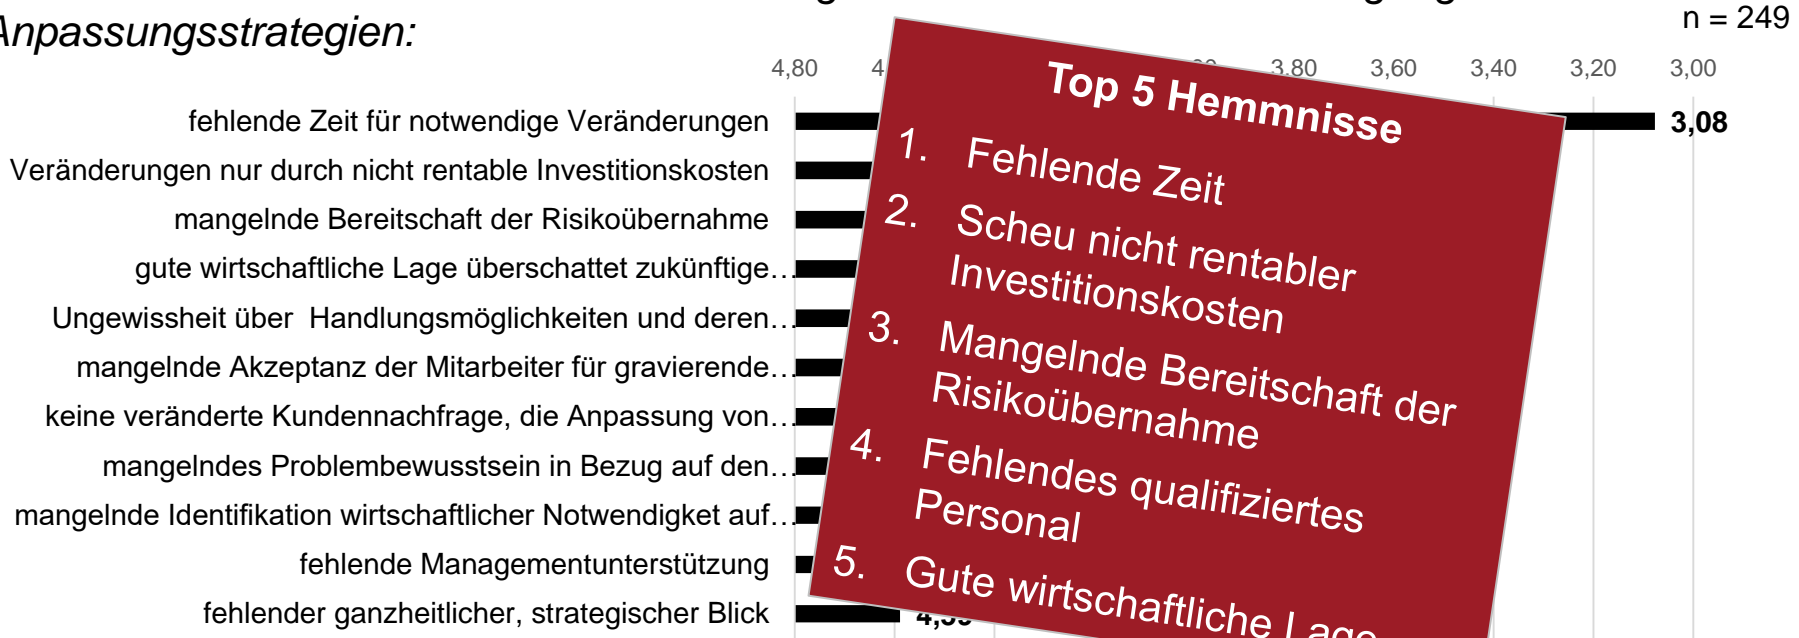 n = 249
Anpassungsstrategien:
4,80 3,80 3,60 3,40 3,20 3,00
fehlende Zeit für notwendige Veränderungen 3,08
Veränderungen nur durch nicht rentable Investitionskosten
mangelnde Bereitschaft der Risikoübernahme
gute wirtschaftliche Lage überschattet zukünftige…
Ungewissheit über Handlungsmöglichkeiten und deren…
mangelnde Akzeptanz der Mitarbeiter für gravierende…
keine veränderte Kundennachfrage, die Anpassung von…
mangelndes Problembewusstsein in Bezug auf den…
mangelnde Identifikation wirtschaftlicher Notwendigket auf…
fehlende Managementunterstützung
fehlender ganzheitlicher, strategischer Blick
Top 5 Hemmnisse
1. Fehlende Zeit
2. Scheu nicht rentabler
Investitionskosten
3. Mangelnde Bereitschaft der
Risikoübernahme
4. Fehlendes qualifiziertes
Personal
5. Gute wirtschaftliche Lage